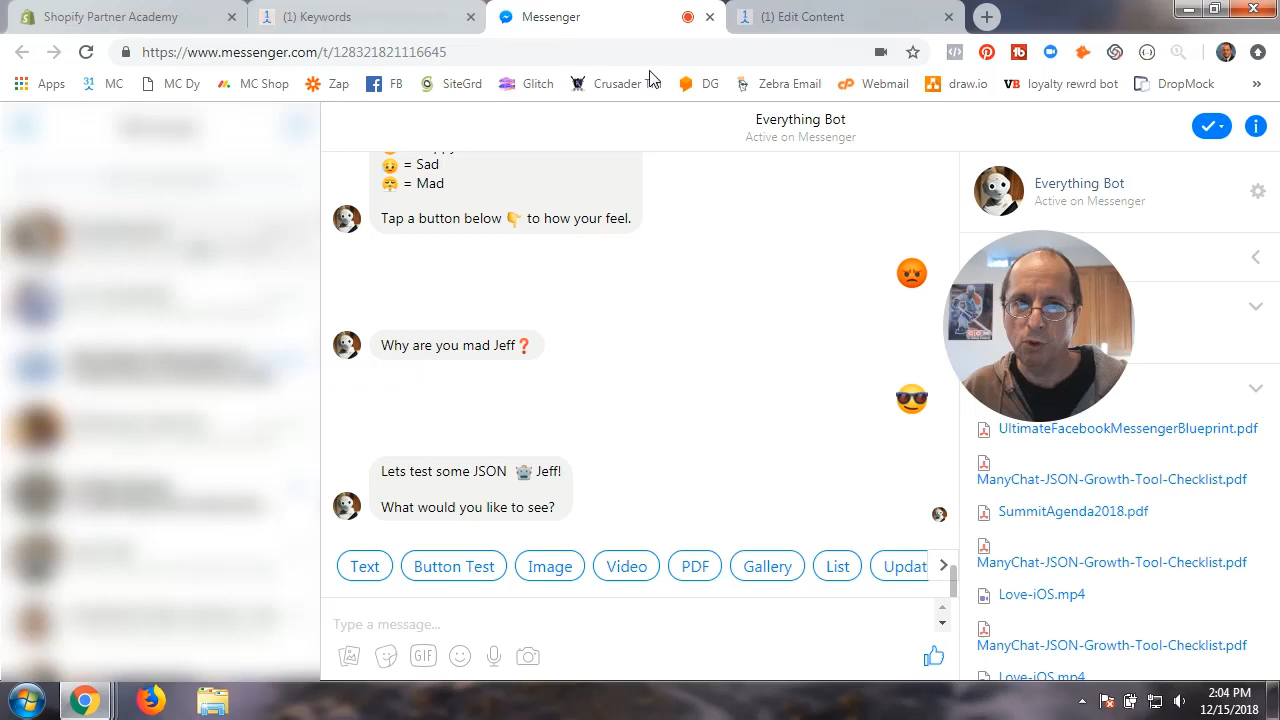 Shopify Partner Academy
(1) Keywords
Messenger
(1) Edit Content
https://www.messenger.com/t/128321821116645
Apps
MC
MC Dy
MC Shop
Zap
FB
SiteGrd
Glitch
Crusader
DG
Zebra Email
Webmail
draw.io
loyalty rewrd bot
DropMock
Everything Bot
Active on Messenger
= Sad
= Mad
Tap a button below 👇 to how your feel.
Why are you mad Jeff❓
Lets test some JSON 🤖 Jeff!
What would you like to see?
Text
Button Test
Image
Video
PDF
Gallery
List
Updat
Type a message...
GIF
Everything Bot
Active on Messenger
UltimateFacebookMessengerBlueprint.pdf
ManyChat-JSON-Growth-Tool-Checklist.pdf
SummitAgenda2018.pdf
ManyChat-JSON-Growth-Tool-Checklist.pdf
Love-iOS.mp4
ManyChat-JSON-Growth-Tool-Checklist.pdf
Love-iOS.mp4
2:04 PM
12/15/2018